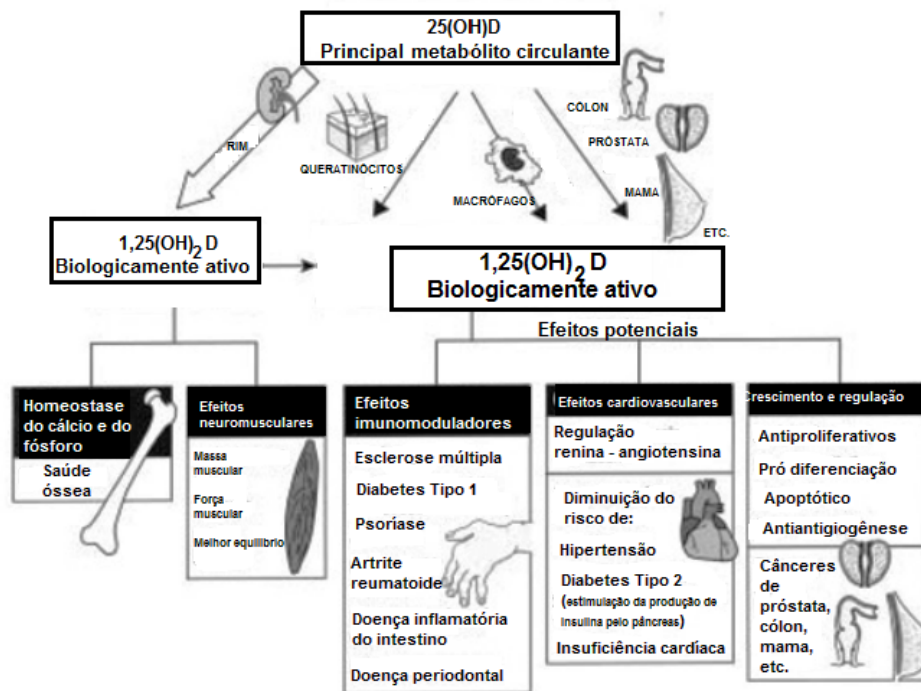 25(OH)D
Principal metabólito circulante
RIM
QUERATINÓCITOS
MACRÓFAGOS
CÓLON
PRÓSTATA
MAMA
ETC.
1,25(OH)2 D
Biologicamente ativo
1,25(OH)2 D
Biologicamente ativo
Efeitos potenciais
Homeostase
do cálcio e do
fósforo
Saúde
óssea
Efeitos
neuromusculares
Massa
muscular
Força
muscular
Melhor equilíbrio
Efeitos
imunomoduladores
Esclerose múltipla
Diabetes Tipo 1
Psoríase
Artrite
reumatoide
Doença inflamatória
do intestino
Doença periodontal
Efeitos cardiovasculares
Regulação
renina - angiotensina
Diminuição do
risco de:
Hipertensão
Diabetes Tipo 2
(estimulação da produção de
insulina pelo pâncreas)
Insuficiência cardíaca
Crescimento e regulação
Antiproliferativos
Pró diferenciação
Apoptótico
Antiantigiogênese
Cânceres
de
próstata,
cólon,
mama,
etc.